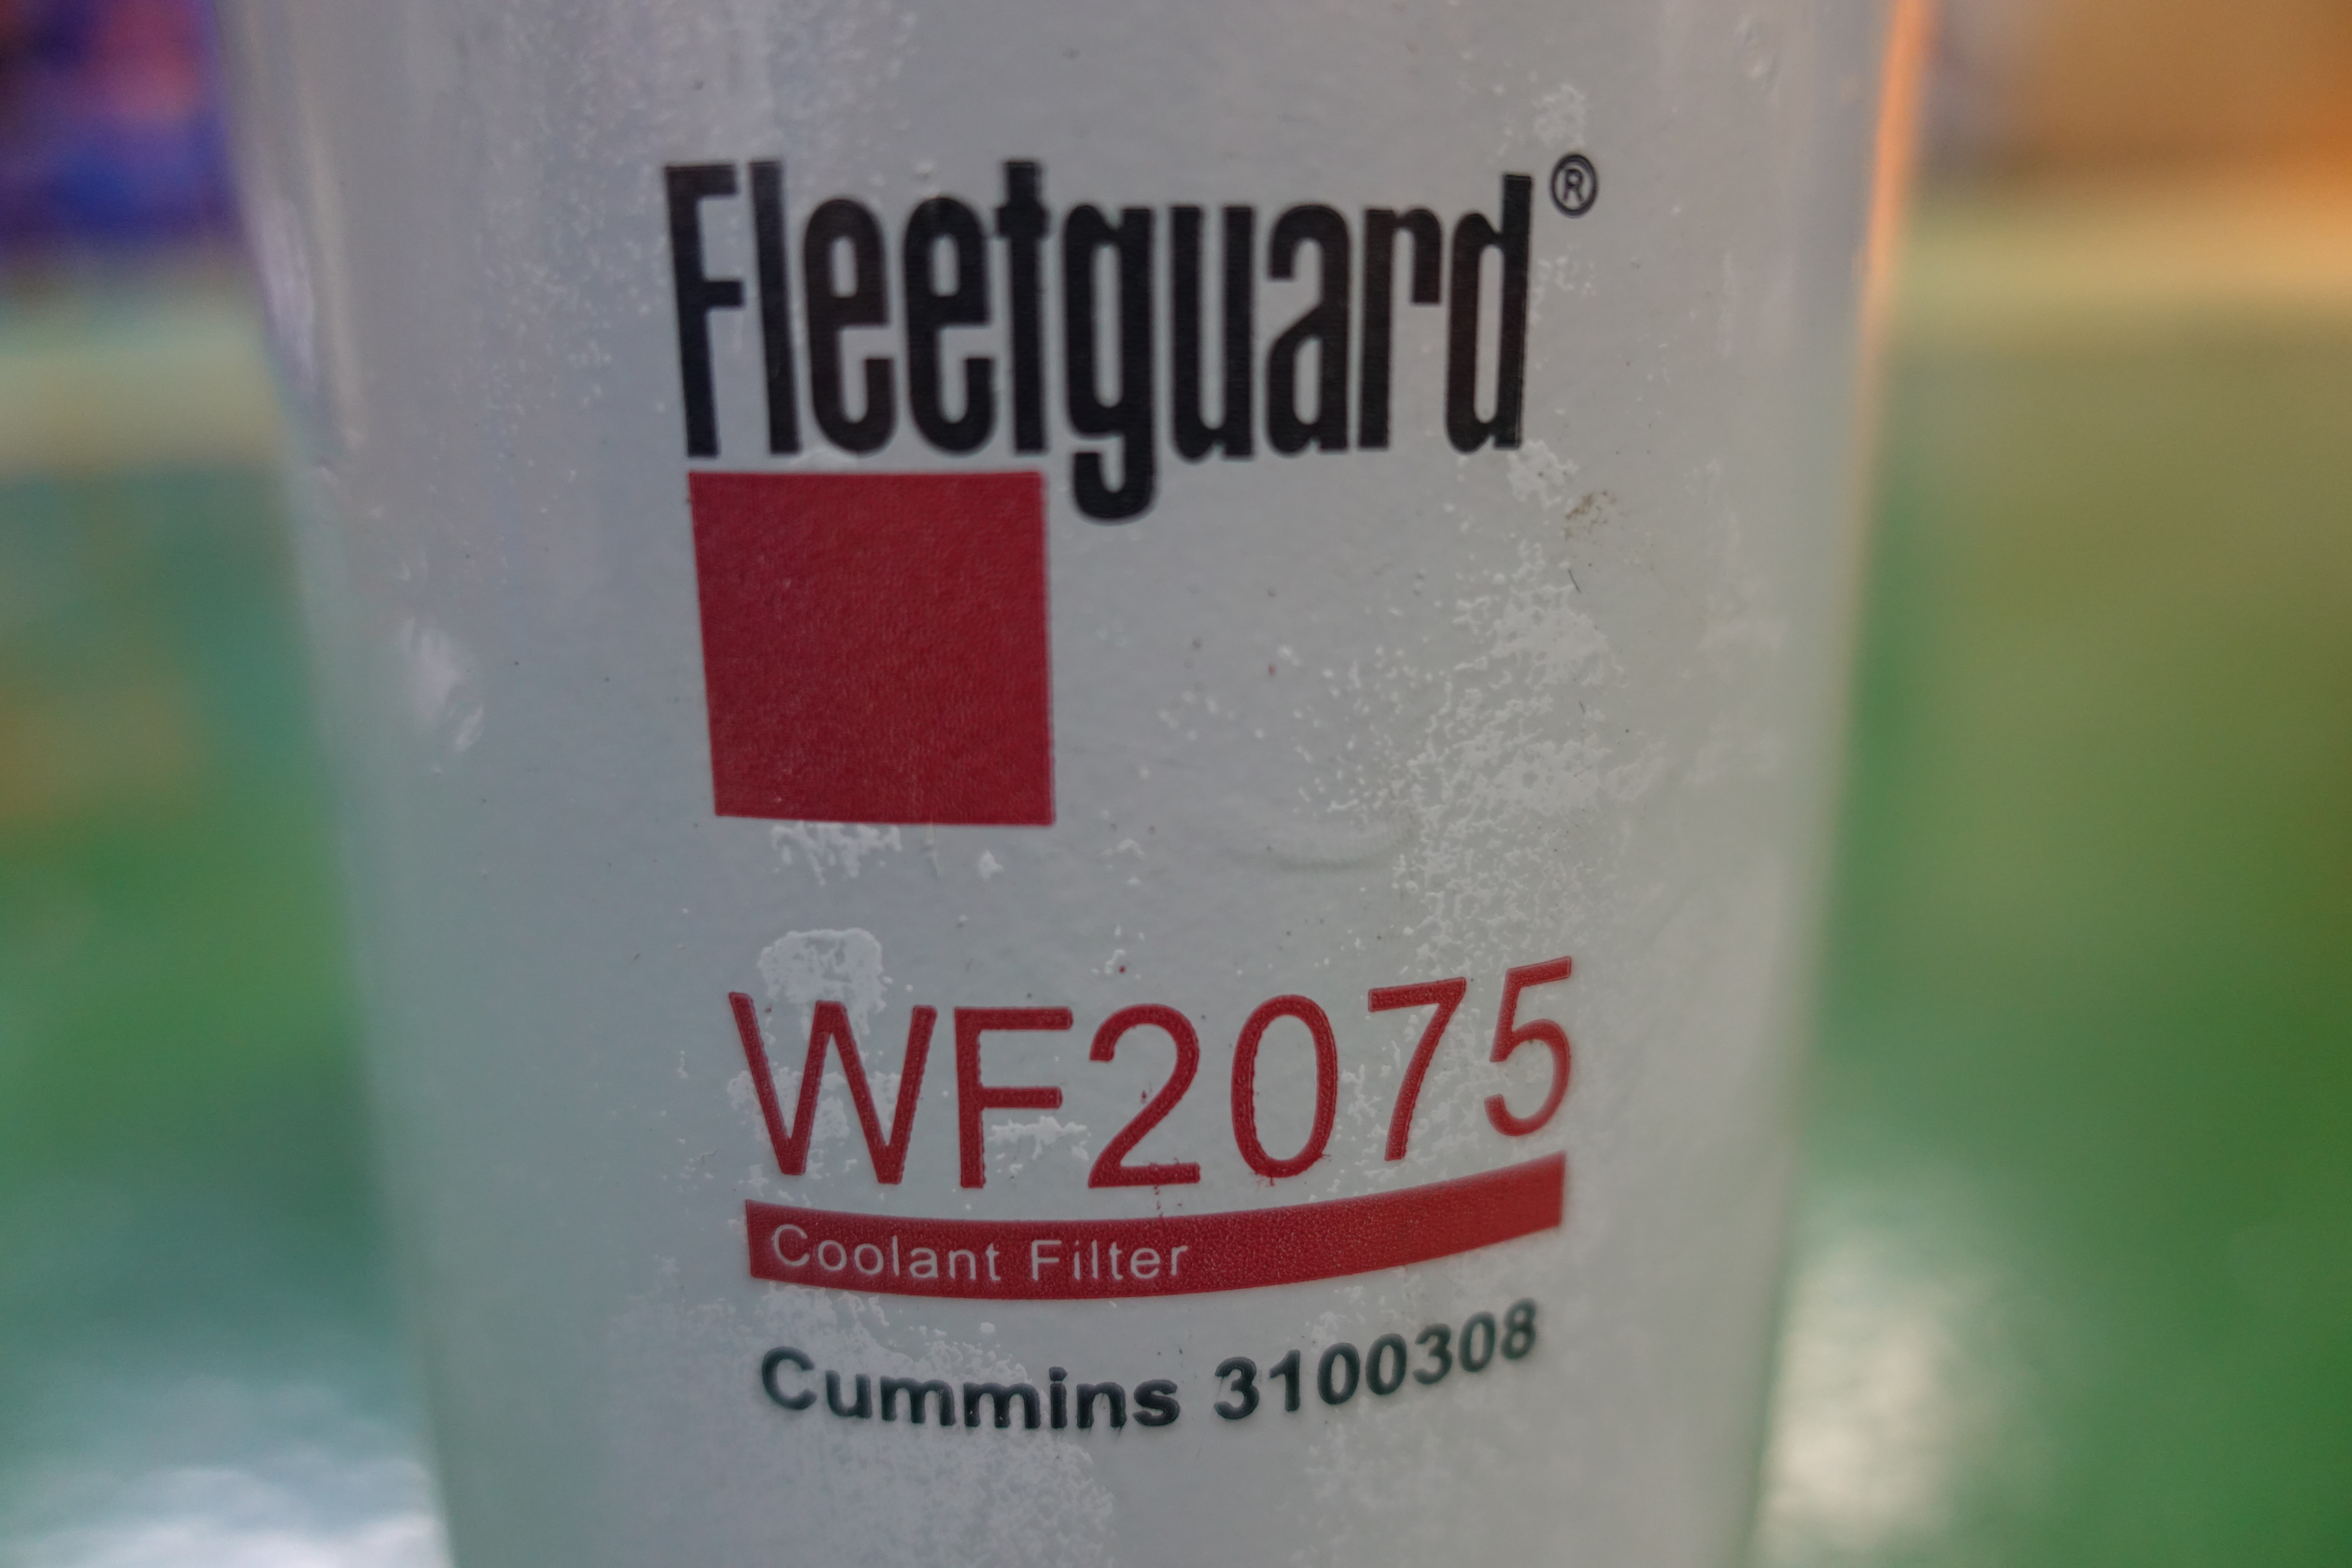 Fleetguard®
WF2075
Coolant Filter
Cummins 3100308